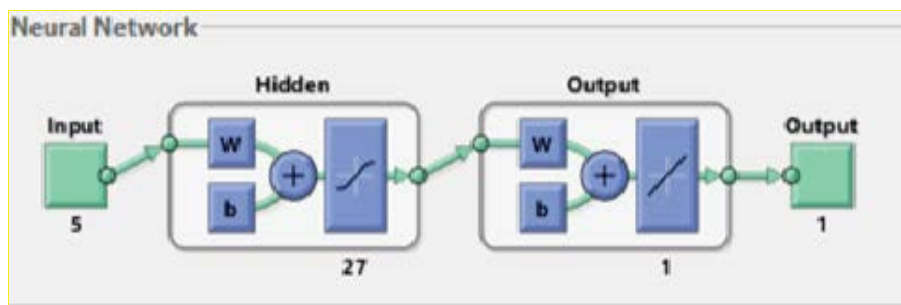 Neural Network
Hidden Output
Input Output
W W
b b
5 1
27 1